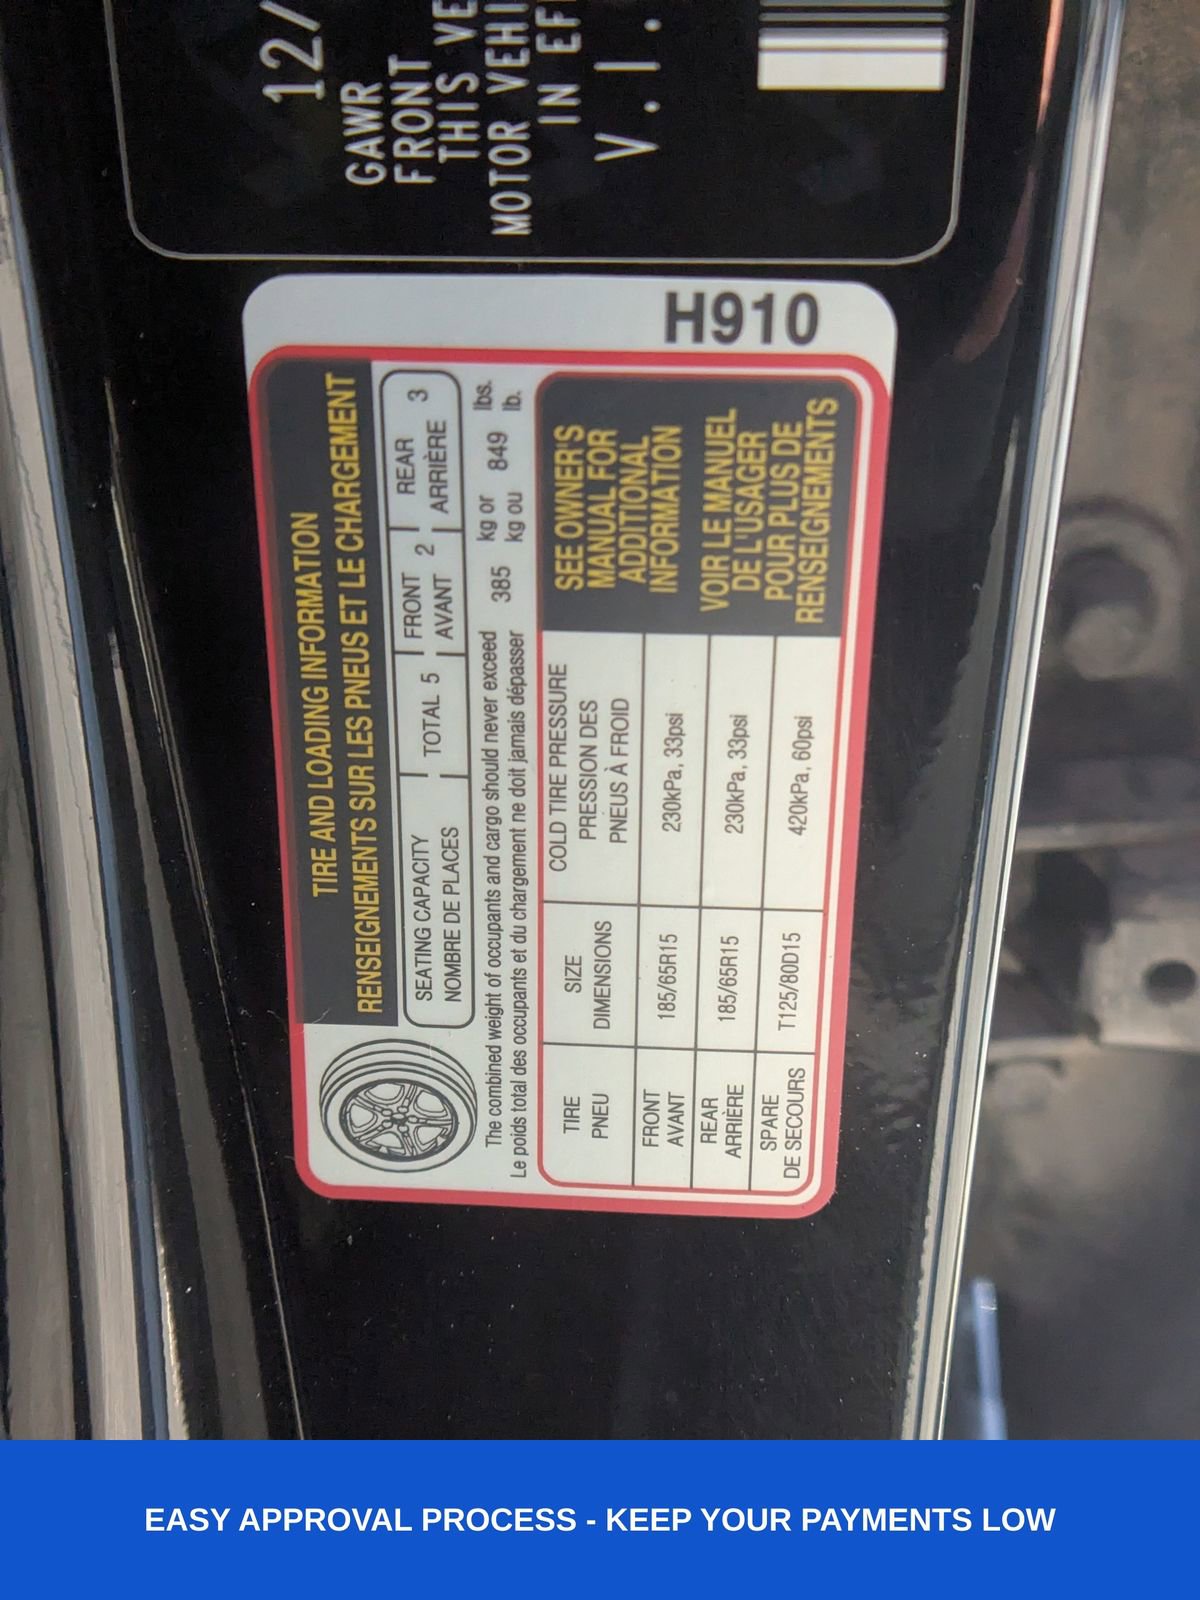 12/
GAWR
FRONT
THIS VE
MOTOR VEHI
IN EF
V.I.
H910
TIRE AND LOADING INFORMATION
RENSEIGNEMENTS SUR LES PNEUS ET LE CHARGEMENT
SEATING CAPACITY
NOMBRE DE PLACES
TOTAL 5
FRONT
AVANT 2
REAR
ARRIÈRE 3
The combined weight of occupants and cargo should never exceed 385 kg or 849 lbs.
Le poids total des occupants et du chargement ne doit jamais dépasser kg ou lb.
TIRE
PNEU
SIZE
DIMENSIONS
COLD TIRE PRESSURE
PRESSION DES
PNEUS À FROID
FRONT
AVANT
185/65R15
230kPa, 33psi
REAR
ARRIÈRE
185/65R15
230kPa, 33psi
SPARE
DE SECOURS
T125/80D15
420kPa, 60psi
SEE OWNER'S
MANUAL FOR
ADDITIONAL
INFORMATION
VOIR LE MANUEL
DE L'USAGER
POUR PLUS DE
RENSEIGNEMENTS
EASY APPROVAL PROCESS - KEEP YOUR PAYMENTS LOW